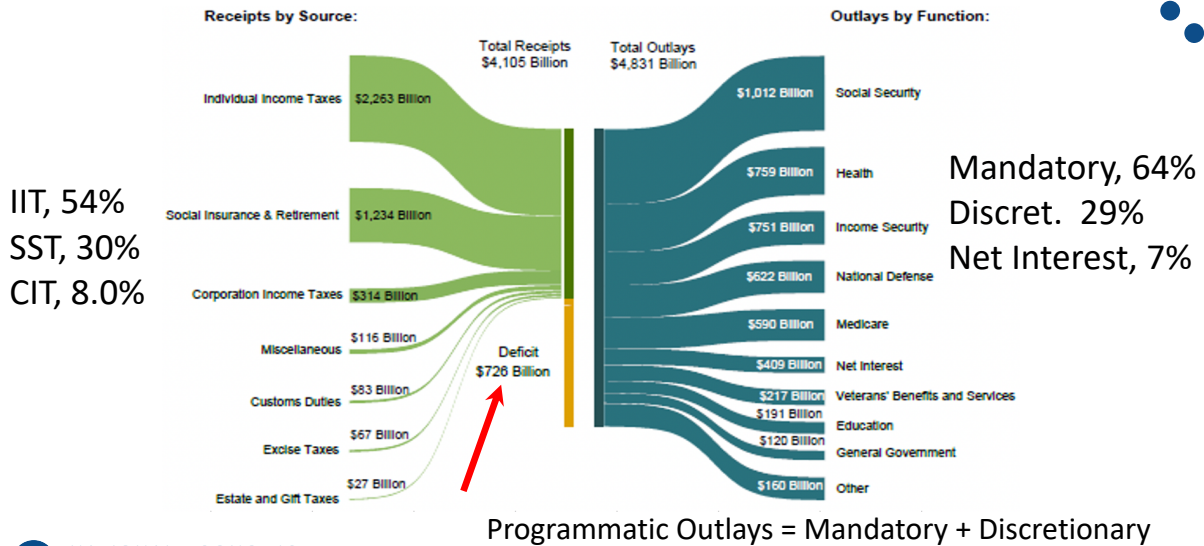 Receipts by Source:
Outlays by Function:
Total Receipts
$4,105 Billion
Total Outlays
$4,831 Billion
IIT, 54%
SST, 30%
CIT, 8.0%
Individual Income Taxes
$2,263 Billion
Social Insurance & Retirement
$1,234 Billion
Corporation Income Taxes
$314 Billion
Miscellaneous
$116 Billion
Customs Duties
$83 Billion
Excise Taxes
$67 Billion
Estate and Gift Taxes
$27 Billion
Deficit
$726 Billion
$1,012 Billion
Social Security
$759 Billion
Health
$751 Billion
Income Security
$622 Billion
National Defense
$590 Billion
Medicare
$409 Billion
Net Interest
$217 Billion
Veterans' Benefits and Services
$191 Billion
Education
$120 Billion
General Government
$160 Billion
Other
Mandatory, 64%
Discret. 29%
Net Interest, 7%
Programmatic Outlays = Mandatory + Discretionary